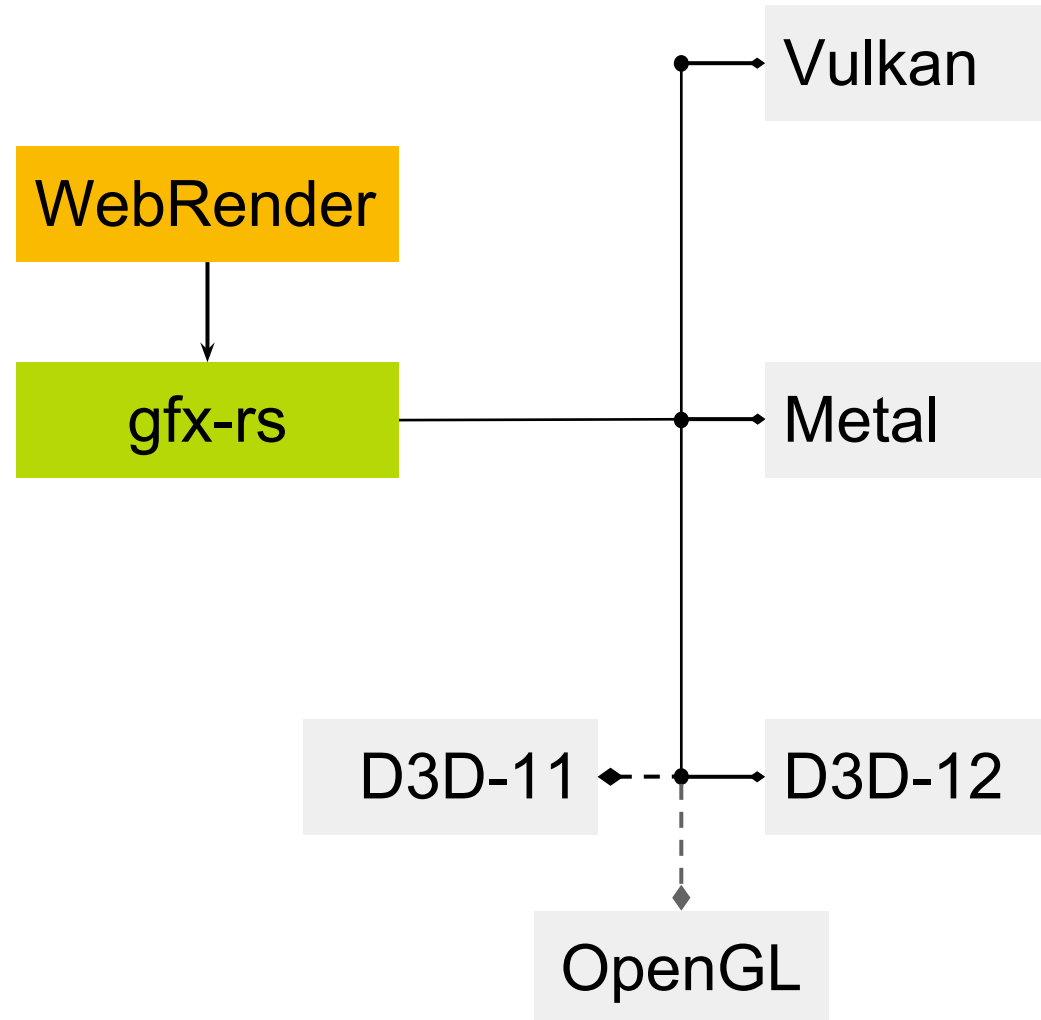 Vulkan
WebRender
gfx-rs
Metal
D3D-11
D3D-12
OpenGL